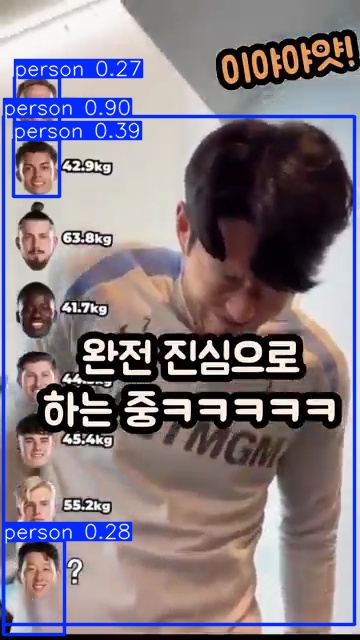 이야야얏!
person 0.27
person 0.90
person 0.39
42.9kg
63.8kg
41.7kg
완전 진심으로
하는 중ㅋㅋㅋㅋㅋ
45.4kg
55.2kg
person 0.28
?